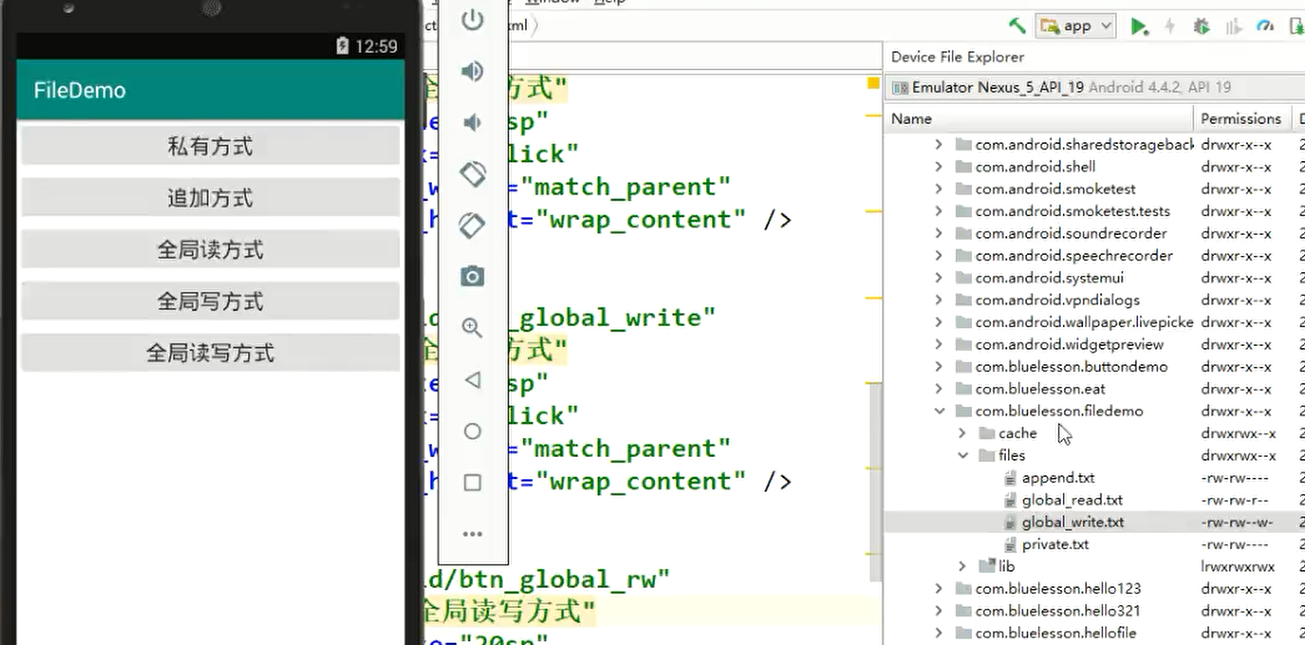 12:59
FileDemo
私有方式
追加方式
全局读方式
全局写方式
全局读写方式
xml
方式"
sp"
lick"
="match_parent"
t="wrap_content" />
_global_write"
方式"
sp"
lick"
="match_parent"
t="wrap_content" />
d/btn_global_rw"
全局读写方式"
="20sp"
app
Device File Explorer
Emulator Nexus_5_API_19 Android 4.4.2, API 19
Name Permissions
com.android.sharedstorageback drwxr-x--x
com.android.shell drwxr-x--x
com.android.smoketest drwxr-x--x
com.android.smoketest.tests drwxr-x--x
com.android.soundrecorder drwxr-x--x
com.android.speechrecorder drwxr-x--x
com.android.systemui drwxr-x--x
com.android.vpndialogs drwxr-x--x
com.android.wallpaper.livepicke drwxr-x--x
com.android.widgetpreview drwxr-x--x
com.bluelesson.buttondemo drwxr-x--x
com.bluelesson.eat drwxr-x--x
com.bluelesson.filedemo drwxr-x--x
cache drwxrwx--x
files drwxrwx--x
append.txt -rw-rw----
global_read.txt -rw-rw-r--
global_write.txt -rw-rw--w-
private.txt -rw-rw----
lib lrwxrwxrwx
com.bluelesson.hello123 drwxr-x--x
com.bluelesson.hello321 drwxr-x--x
com.bluelesson.hellofile drwxr-x--x